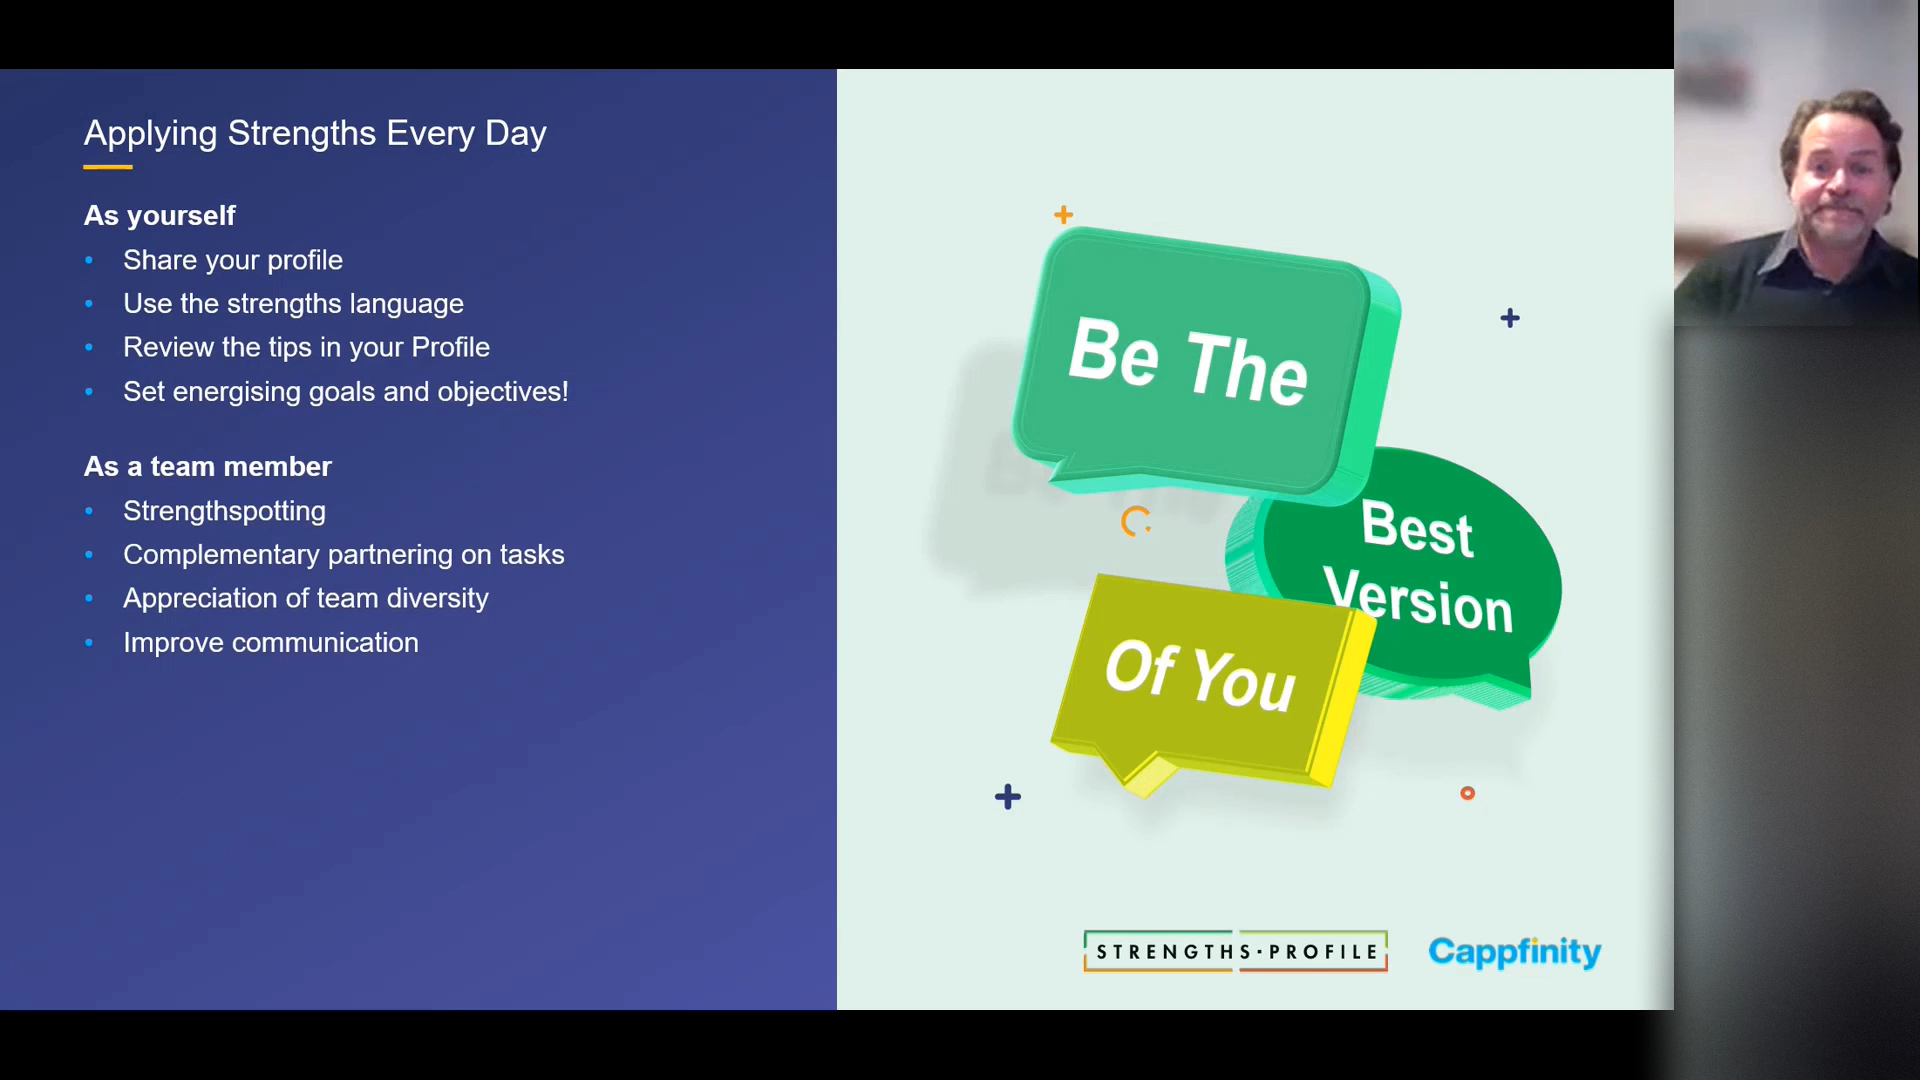 Applying Strengths Every Day
As yourself
• Share your profile
• Use the strengths language
• Review the tips in your Profile
• Set energising goals and objectives!
As a team member
• Strengthspotting
• Complementary partnering on tasks
• Appreciation of team diversity
• Improve communication
Be The
Best
Version
Of You
STRENGTHS·PROFILE
Cappfinity